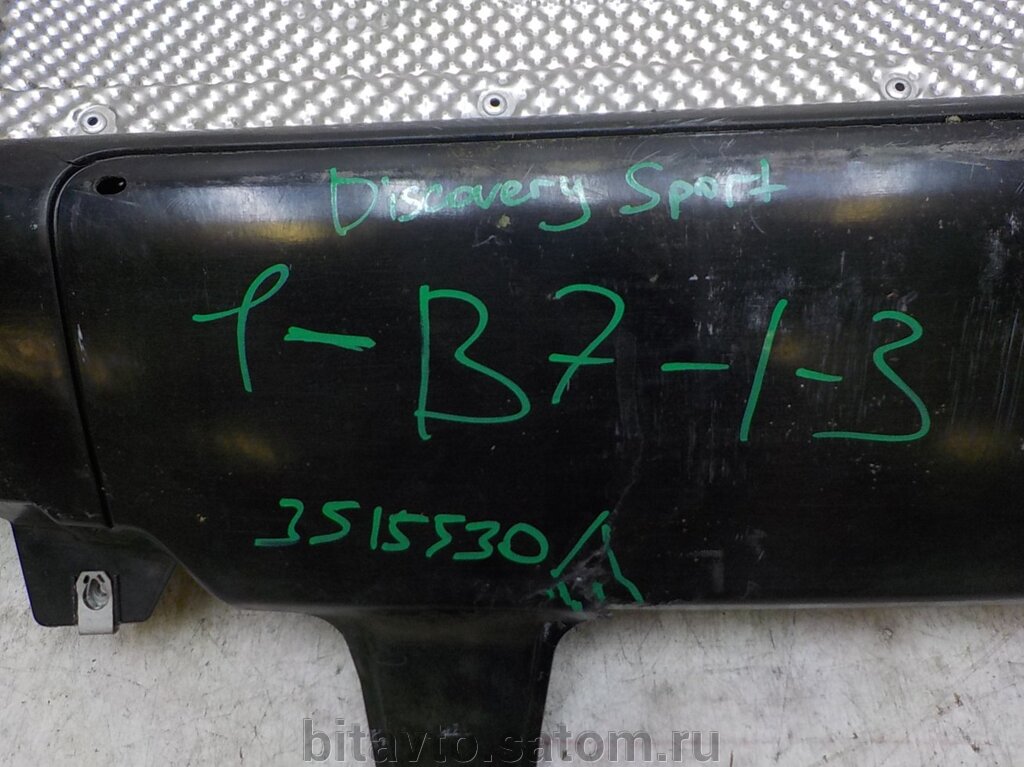 Discovery Sport
1-B7-1-3
3515530
bitavto.satom.ru